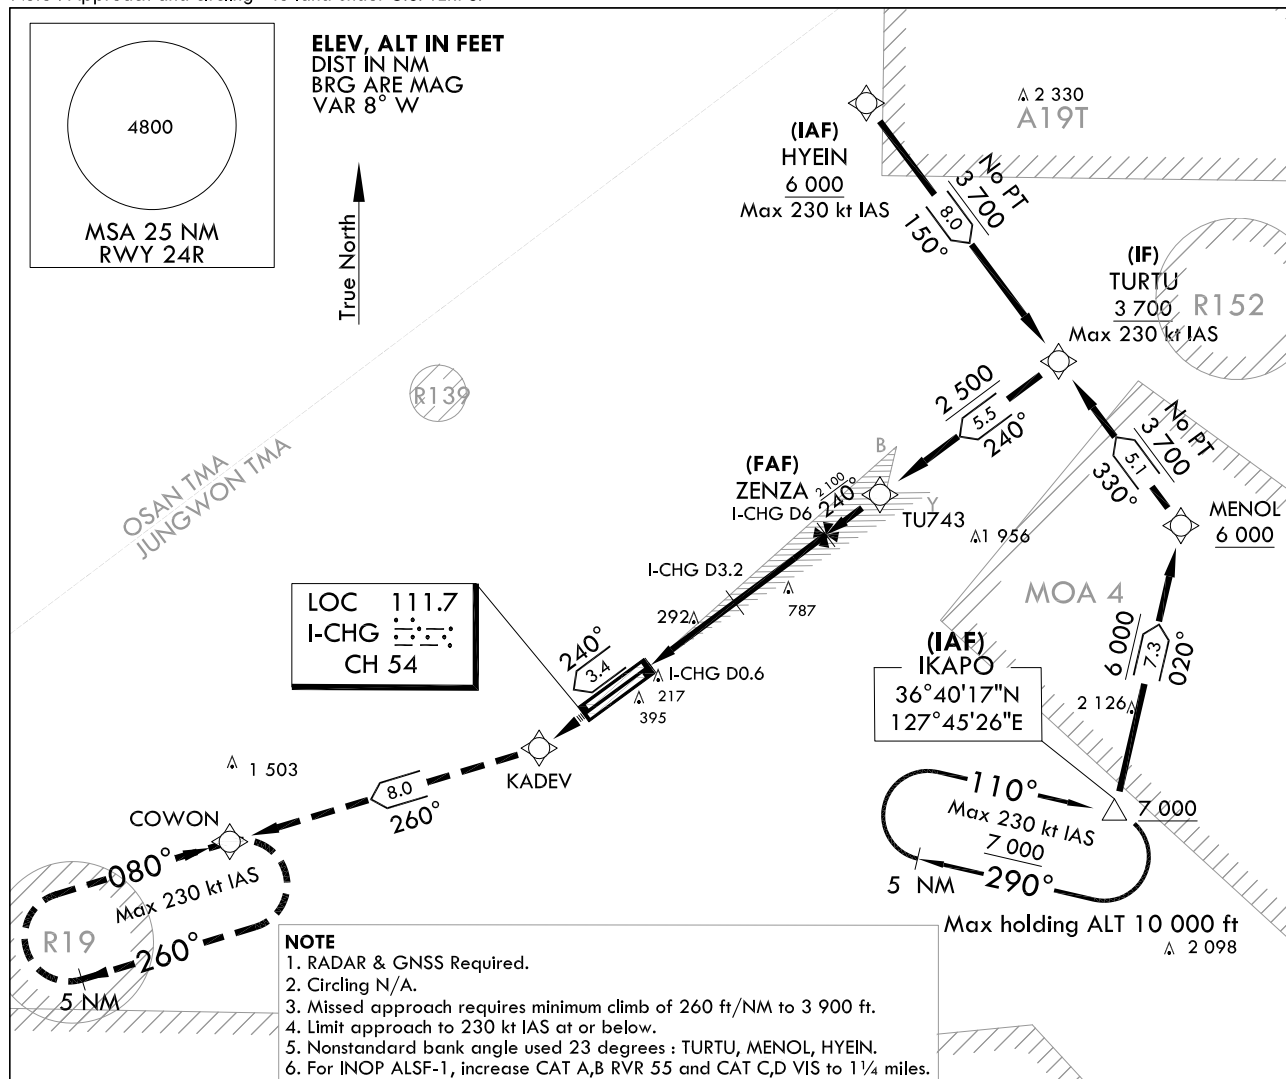 ELEV, ALT IN FEET
DIST IN NM
BRG ARE MAG
VAR 8° W
4800
MSA 25 NM
RWY 24R
True North
(IAF)
HYEIN
6 000
Max 230 kt IAS
2 330
A19T
No PT
3 700
8.0
150°
(IF)
TURTU
3 700
Max 230 kt IAS
R152
R139
2 500
5.5
240°
No PT
3 700
5.1
330°
OSAN TMA
JUNGWON TMA
B
(FAF)
ZENZA
I-CHG D6
2 100
240°
Y
TU743
1 956
MENOL
6 000
I-CHG D3.2
292
787
MOA 4
LOC 111.7
I-CHG
CH 54
240°
3.4
I-CHG D0.6
217
395
(IAF)
IKAPO
36°40'17"N
127°45'26"E
6 000
7.3
020°
2 126
KADEV
1 503
8.0
260°
COWON
080°
Max 230 kt IAS
260°
R19
5 NM
110°
Max 230 kt IAS
7 000
290°
5 NM
7 000
Max holding ALT 10 000 ft
2 098
NOTE
1. RADAR & GNSS Required.
2. Circling N/A.
3. Missed approach requires minimum climb of 260 ft/NM to 3 900 ft.
4. Limit approach to 230 kt IAS at or below.
5. Nonstandard bank angle used 23 degrees : TURTU, MENOL, HYEIN.
6. For INOP ALSF-1, increase CAT A,B RVR 55 and CAT C,D VIS to 1¼ miles.